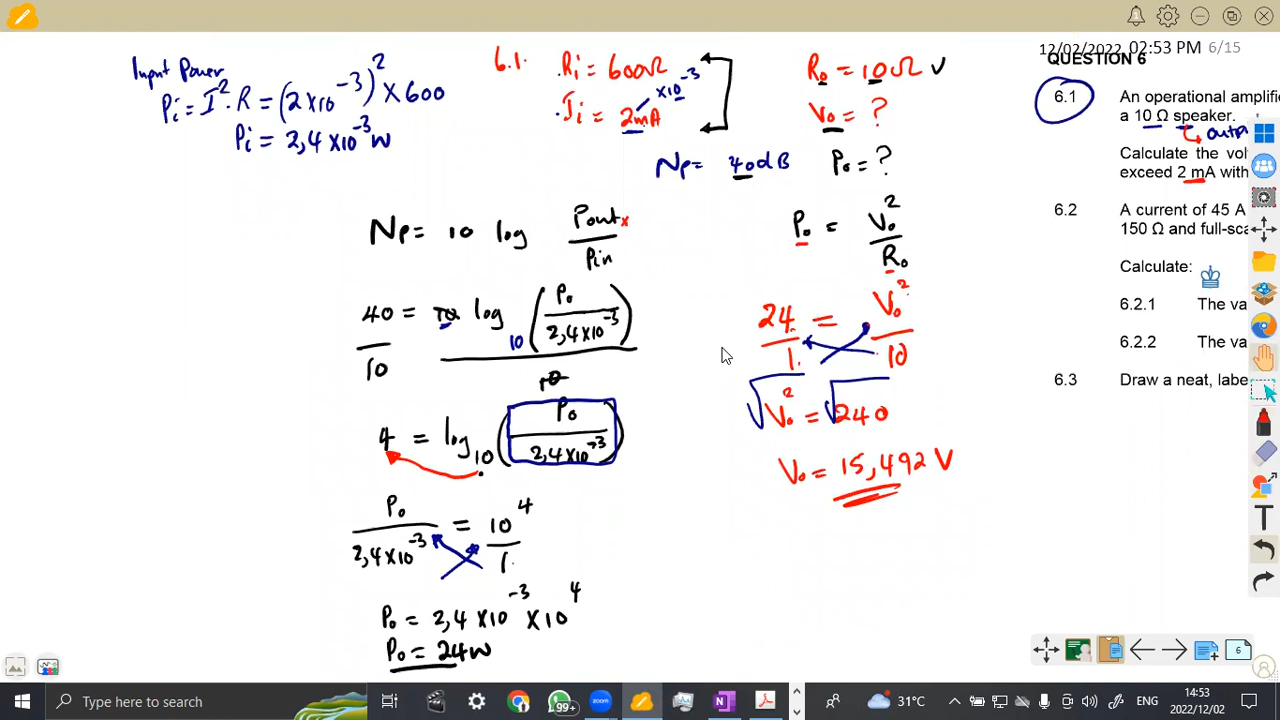 12/02/2022 02:53 PM 6/15
QUESTION 6
6.1 An operational amplifi
a 10 Ω speaker.
outp
Calculate the vol
exceed 2 mA with
6.2 A current of 45 A
150 Ω and full-sca
Calculate:
6.2.1 The va
6.2.2 The va
6.3 Draw a neat, labe
Input Power
Pi = I² · R = (2×10⁻³)² × 600
Pi = 2,4×10⁻³ W
6.1. Ri = 600Ω
×10⁻³
Ii = 2mA
Np = 40dB
Ro = 10Ω ✓
Vo = ?
Po = ?
Np = 10 log Pout× / Pin
40 / 10 = 10 log₁₀ (Po / 2,4×10⁻³) / 10
4 = log₁₀ (Po / 2,4×10⁻³)
Po / 2,4×10⁻³ = 10⁴ / 1
Po = 2,4×10⁻³ × 10⁴
Po = 24W
Po = Vo² / Ro
24 / 1 = Vo² / 10
√Vo² = √240
Vo = 15,492 V
6
Type here to search
99+
31°C
ENG
14:53
2022/12/02